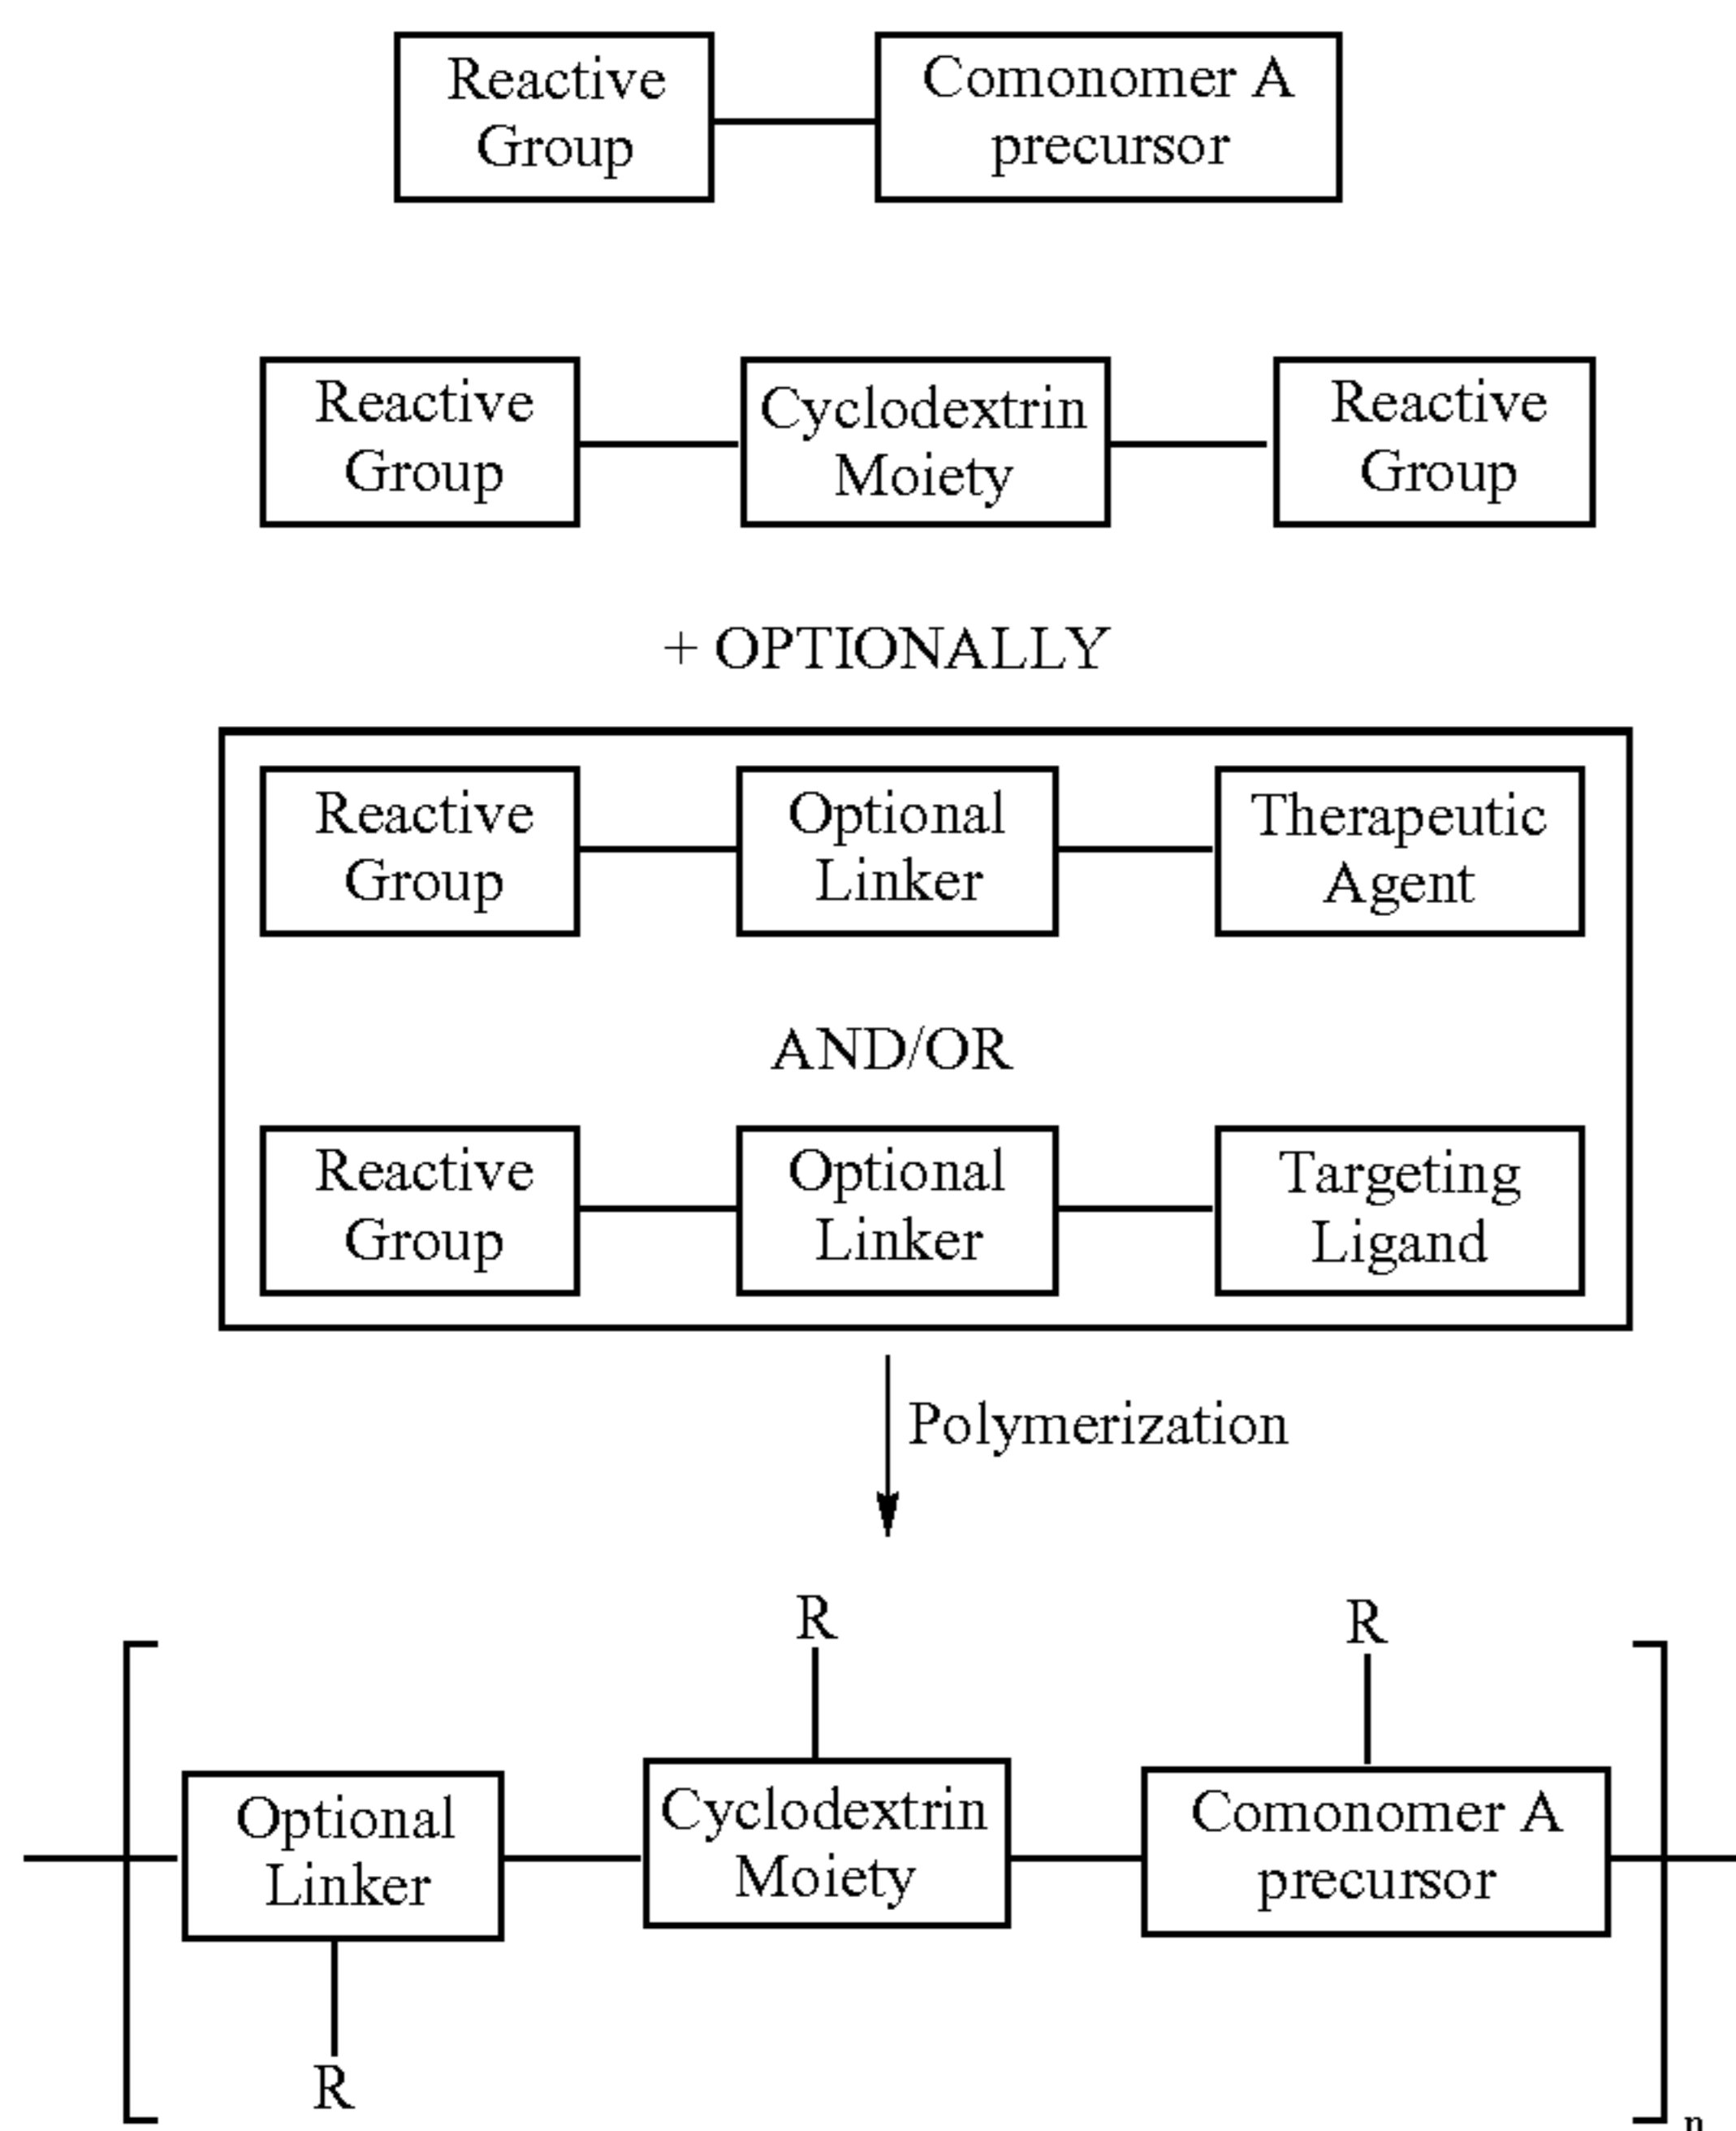 Reactive
Group
Comonomer A
precursor
Reactive
Group
Cyclodextrin
Moiety
Reactive
Group
+ OPTIONALLY
Reactive
Group
Optional
Linker
Therapeutic
Agent
AND/OR
Reactive
Group
Optional
Linker
Targeting
Ligand
Polymerization
R
R
Optional
Linker
Cyclodextrin
Moiety
Comonomer A
precursor
R
n